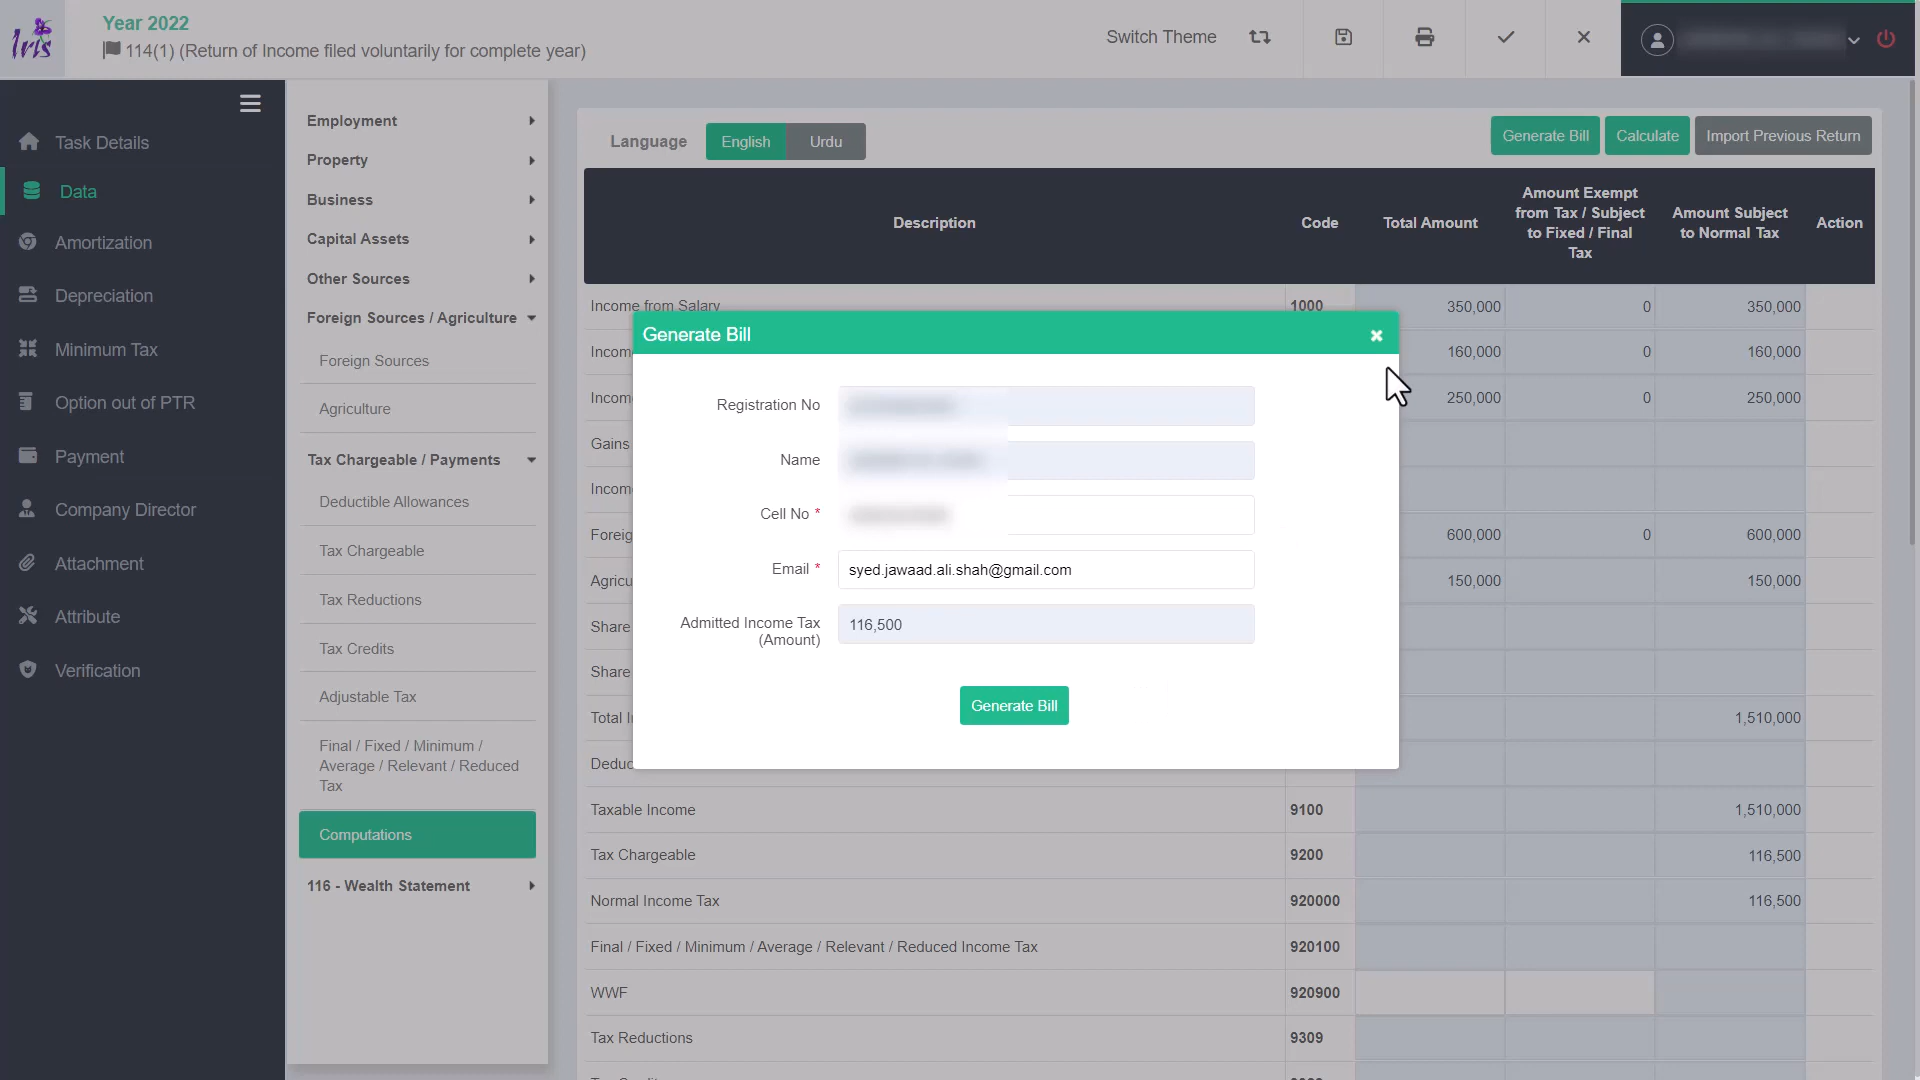 Iris
Year 2022
114(1) (Return of Income filed voluntarily for complete year)
Switch Theme
Task Details
Data
Amortization
Depreciation
Minimum Tax
Option out of PTR
Payment
Company Director
Attachment
Attribute
Verification
Employment
Property
Business
Capital Assets
Other Sources
Foreign Sources / Agriculture
Foreign Sources
Agriculture
Tax Chargeable / Payments
Deductible Allowances
Tax Chargeable
Tax Reductions
Tax Credits
Adjustable Tax
Final / Fixed / Minimum /
Average / Relevant / Reduced
Tax
Computations
116 - Wealth Statement
Language English Urdu
Generate Bill Calculate Import Previous Return
Description Code Total Amount Amount Exempt from Tax / Subject to Fixed / Final Tax Amount Subject to Normal Tax Action
Income from Salary 1000 350,000 0 350,000
Incom 160,000 0 160,000
Incom 250,000 0 250,000
Gains
Incom
Foreig 600,000 0 600,000
Agricu 150,000 150,000
Share
Share
Total I 1,510,000
Deduc
Taxable Income 9100 1,510,000
Tax Chargeable 9200 116,500
Normal Income Tax 920000 116,500
Final / Fixed / Minimum / Average / Relevant / Reduced Income Tax 920100
WWF 920900
Tax Reductions 9309
Generate Bill
Registration No
Name
Cell No *
Email * syed.jawaad.ali.shah@gmail.com
Admitted Income Tax
(Amount)
116,500
Generate Bill